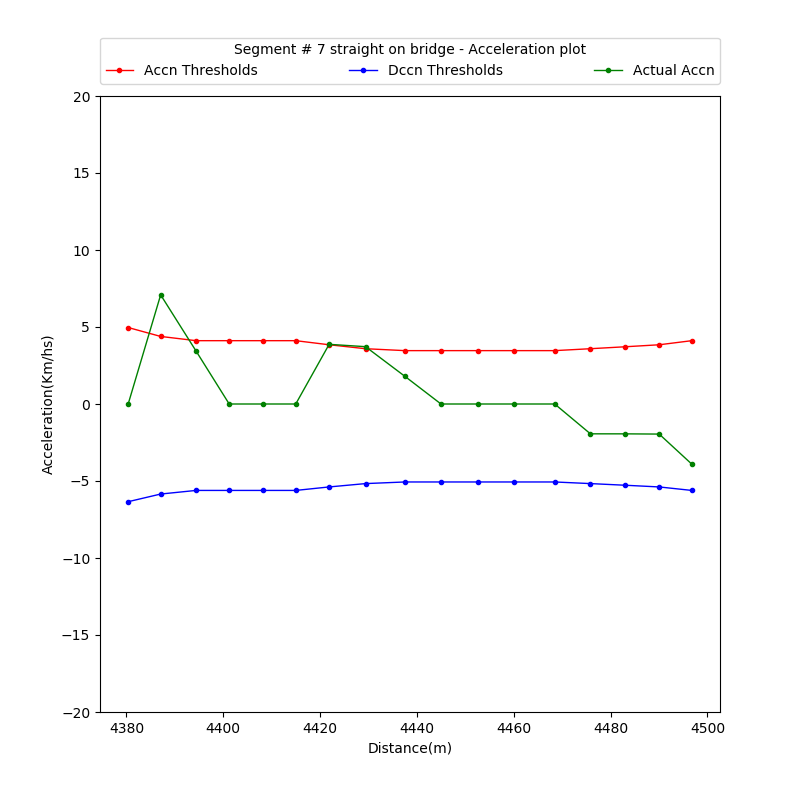 Segment # 7 straight on bridge - Acceleration plot
Accn Thresholds Dccn Thresholds Actual Accn
20
15
10
5
0
−5
−10
−15
−20
Acceleration(Km/hs)
4380 4400 4420 4440 4460 4480 4500
Distance(m)